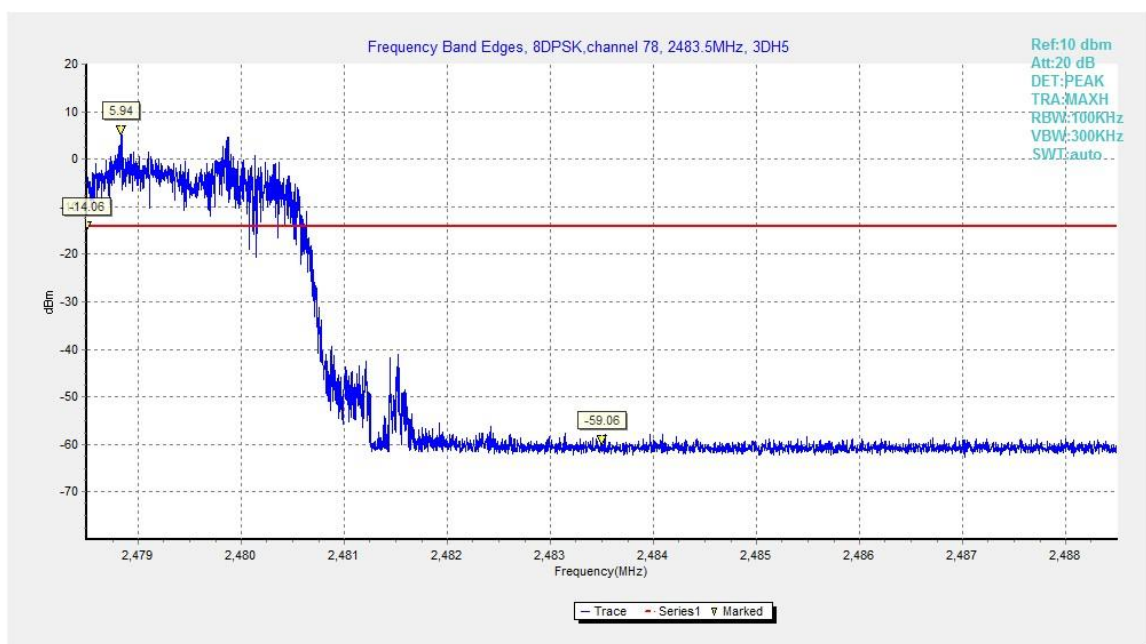 Frequency Band Edges, 8DPSK,channel 78, 2483.5MHz, 3DH5
Ref:10 dbm
Att:20 dB
DET:PEAK
TRA:MAXH
RBW:100KHz
VBW:300KHz
SWT:auto
20
10
0
-10
-20
-30
-40
-50
-60
-70
dBm
5.94
-14.06
-59.06
2,479 2,480 2,481 2,482 2,483 2,484 2,485 2,486 2,487 2,488
Frequency(MHz)
Trace Series1 Marked